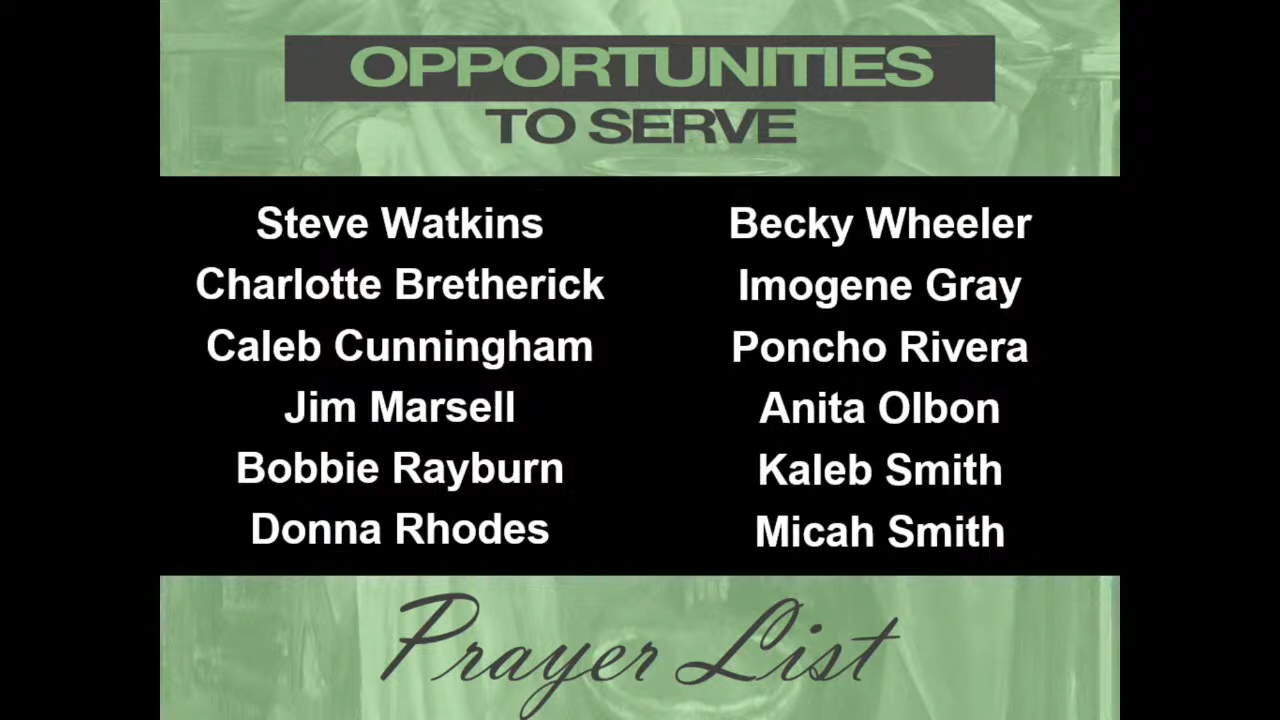 OPPORTUNITIES
TO SERVE
Steve Watkins
Charlotte Bretherick
Caleb Cunningham
Jim Marsell
Bobbie Rayburn
Donna Rhodes
Becky Wheeler
Imogene Gray
Poncho Rivera
Anita Olbon
Kaleb Smith
Micah Smith
Prayer List